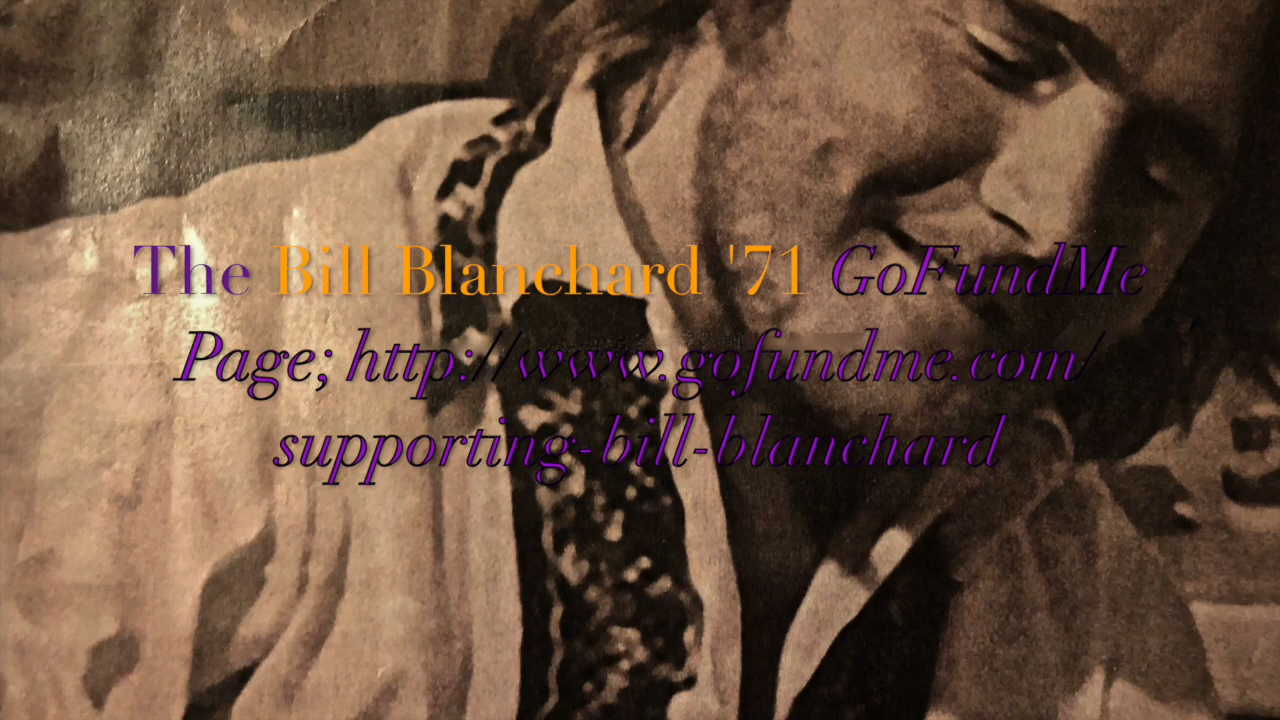 The Bill Blanchard '71 GoFundMe
Page; http://www.gofundme.com/
supporting-bill-blanchard